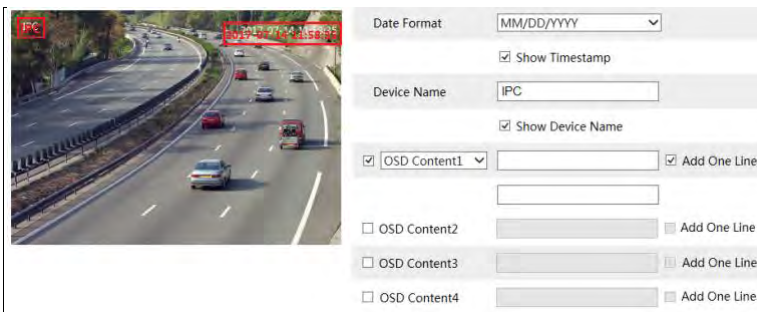 IPC
2017-07-14 11:58:
Date Format MM/DD/YYYY
Show Timestamp
Device Name IPC
Show Device Name
OSD Content1 Add One Line
OSD Content2 Add One Line
OSD Content3 Add One Line
OSD Content4 Add One Line